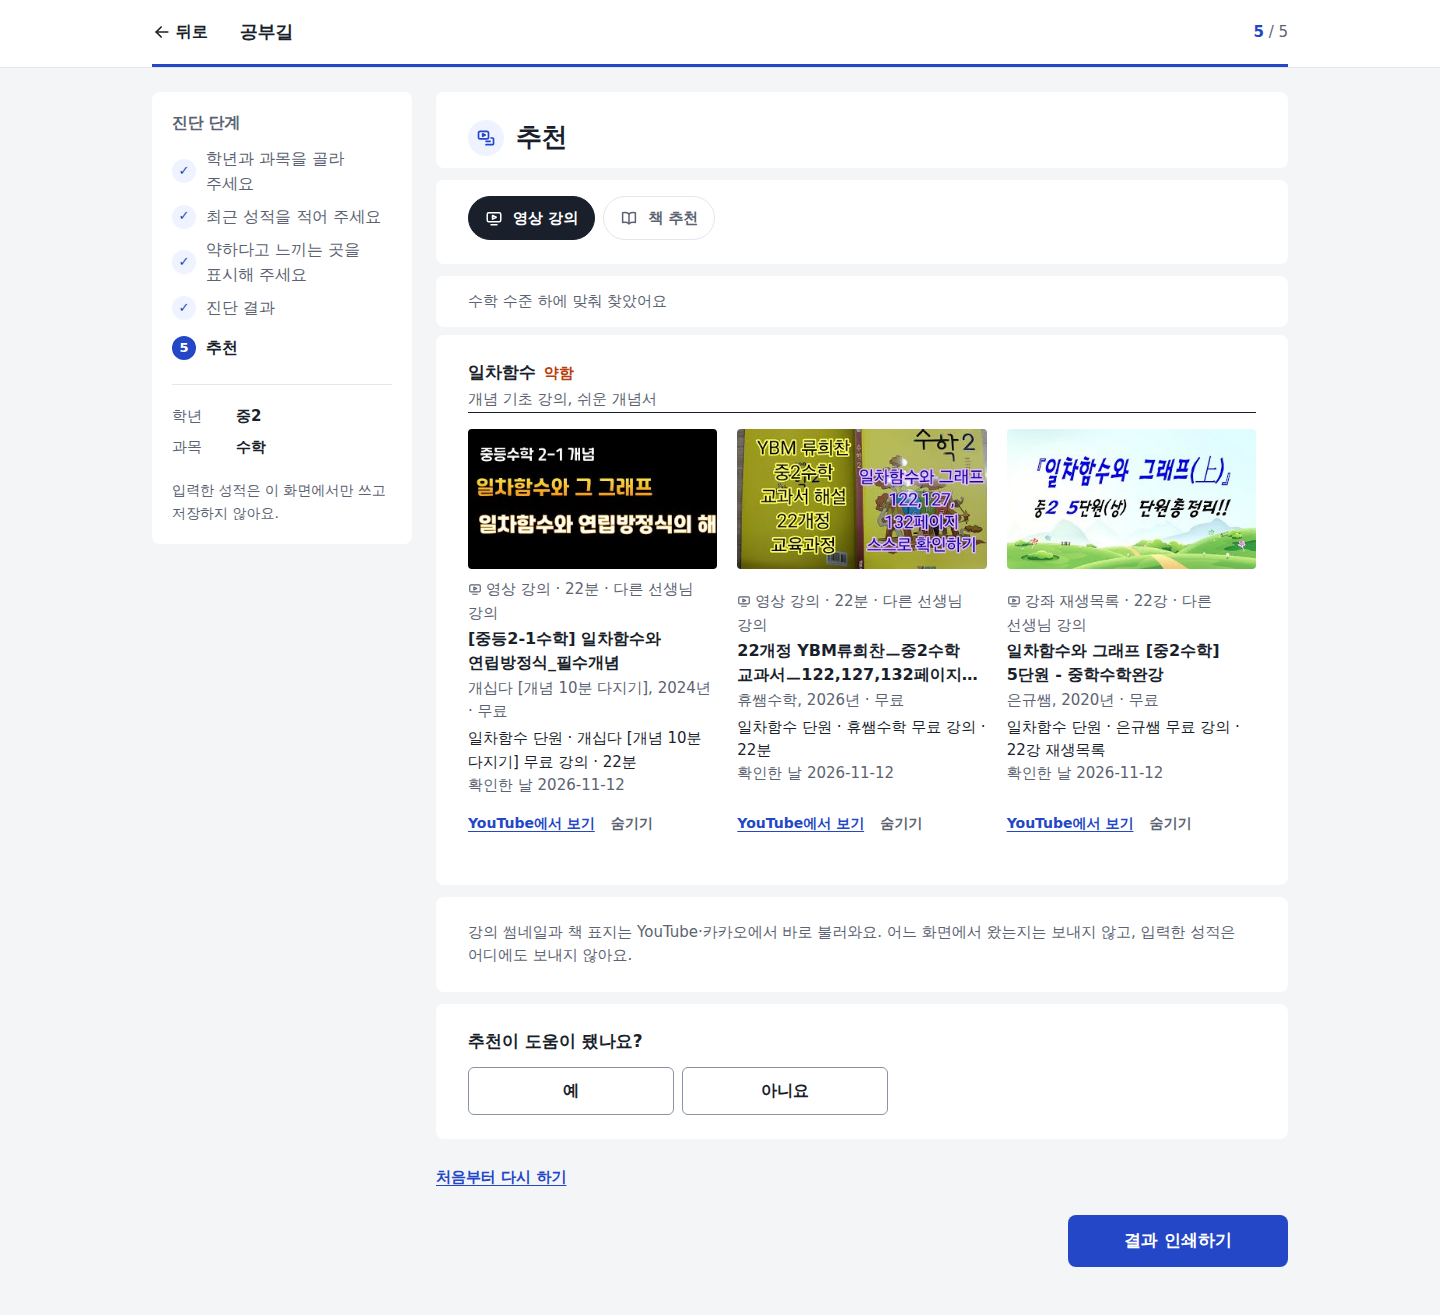 뒤로
공부길
5 / 5
진단 단계
✓ 학년과 과목을 골라
주세요
✓ 최근 성적을 적어 주세요
✓ 약하다고 느끼는 곳을
표시해 주세요
✓ 진단 결과
5 추천
학년 중2
과목 수학
입력한 성적은 이 화면에서만 쓰고
저장하지 않아요.
추천
영상 강의
책 추천
수학 수준 하에 맞춰 찾았어요
일차함수 약함
개념 기초 강의, 쉬운 개념서
중등수학 2-1 개념
일차함수와 그 그래프
일차함수와 연립방정식의 해
영상 강의 · 22분 · 다른 선생님
강의
[중등2-1수학] 일차함수와
연립방정식_필수개념
개십다 [개념 10분 다지기], 2024년
· 무료
일차함수 단원 · 개십다 [개념 10분
다지기] 무료 강의 · 22분
확인한 날 2026-11-12
YouTube에서 보기 숨기기
YBM 류희찬
중2수학
교과서 해설
22개정
교육과정
수학 2
일차함수와 그래프
122,127,
132페이지
스스로 확인하기
영상 강의 · 22분 · 다른 선생님
강의
22개정 YBM류희찬ㅡ중2수학
교과서ㅡ122,127,132페이지…
휴쌤수학, 2026년 · 무료
일차함수 단원 · 휴쌤수학 무료 강의 ·
22분
확인한 날 2026-11-12
YouTube에서 보기 숨기기
『일차함수와 그래프(上)』
중2 5단원(상) 단원총정리!!
강좌 재생목록 · 22강 · 다른
선생님 강의
일차함수와 그래프 [중2수학]
5단원 - 중학수학완강
은규쌤, 2020년 · 무료
일차함수 단원 · 은규쌤 무료 강의 ·
22강 재생목록
확인한 날 2026-11-12
YouTube에서 보기 숨기기
강의 썸네일과 책 표지는 YouTube·카카오에서 바로 불러와요. 어느 화면에서 왔는지는 보내지 않고, 입력한 성적은
어디에도 보내지 않아요.
추천이 도움이 됐나요?
예
아니요
처음부터 다시 하기
결과 인쇄하기